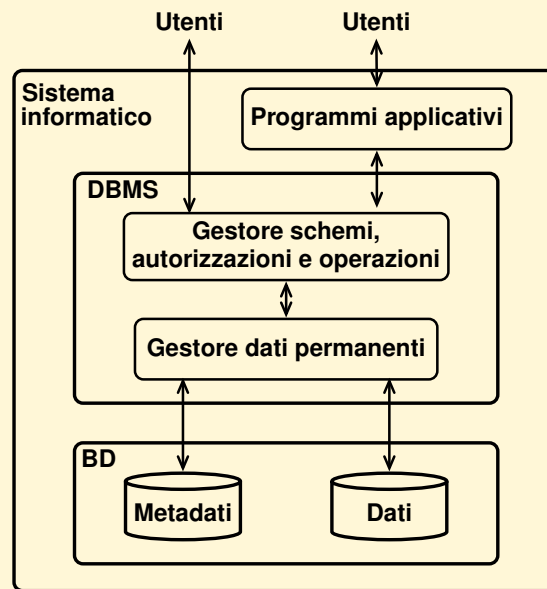 Utenti
Utenti
Sistema
informatico
Programmi applicativi
DBMS
Gestore schemi,
autorizzazioni e operazioni
Gestore dati permanenti
BD
Metadati
Dati